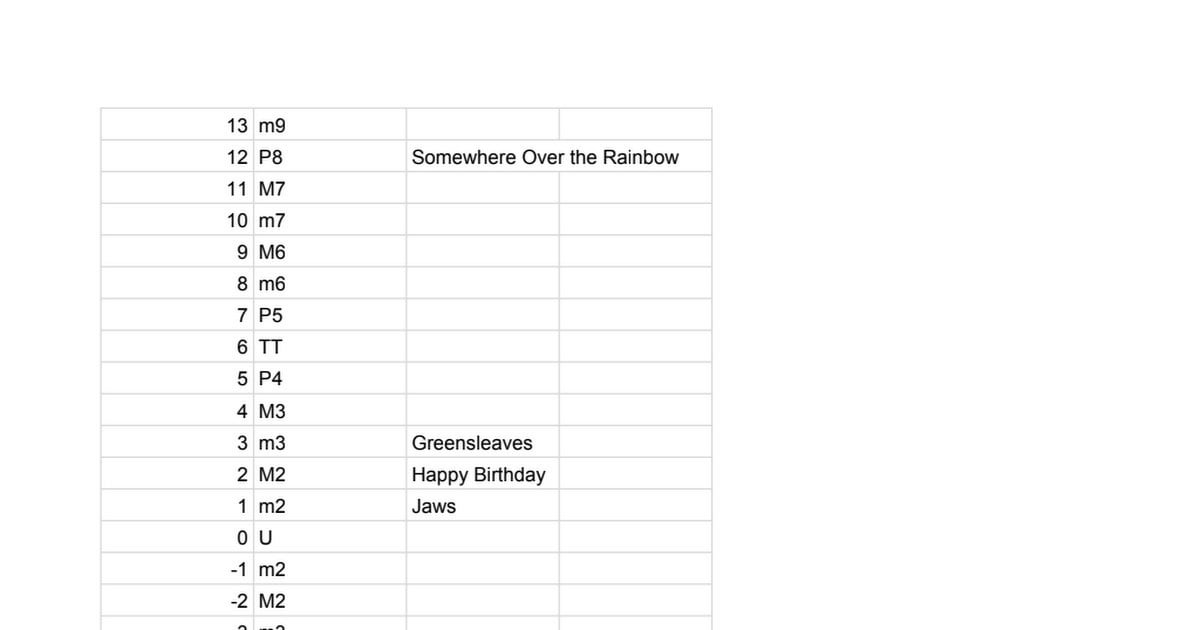 13 m9
12 P8 Somewhere Over the Rainbow
11 M7
10 m7
9 M6
8 m6
7 P5
6 TT
5 P4
4 M3
3 m3 Greensleaves
2 M2 Happy Birthday
1 m2 Jaws
0 U
-1 m2
-2 M2